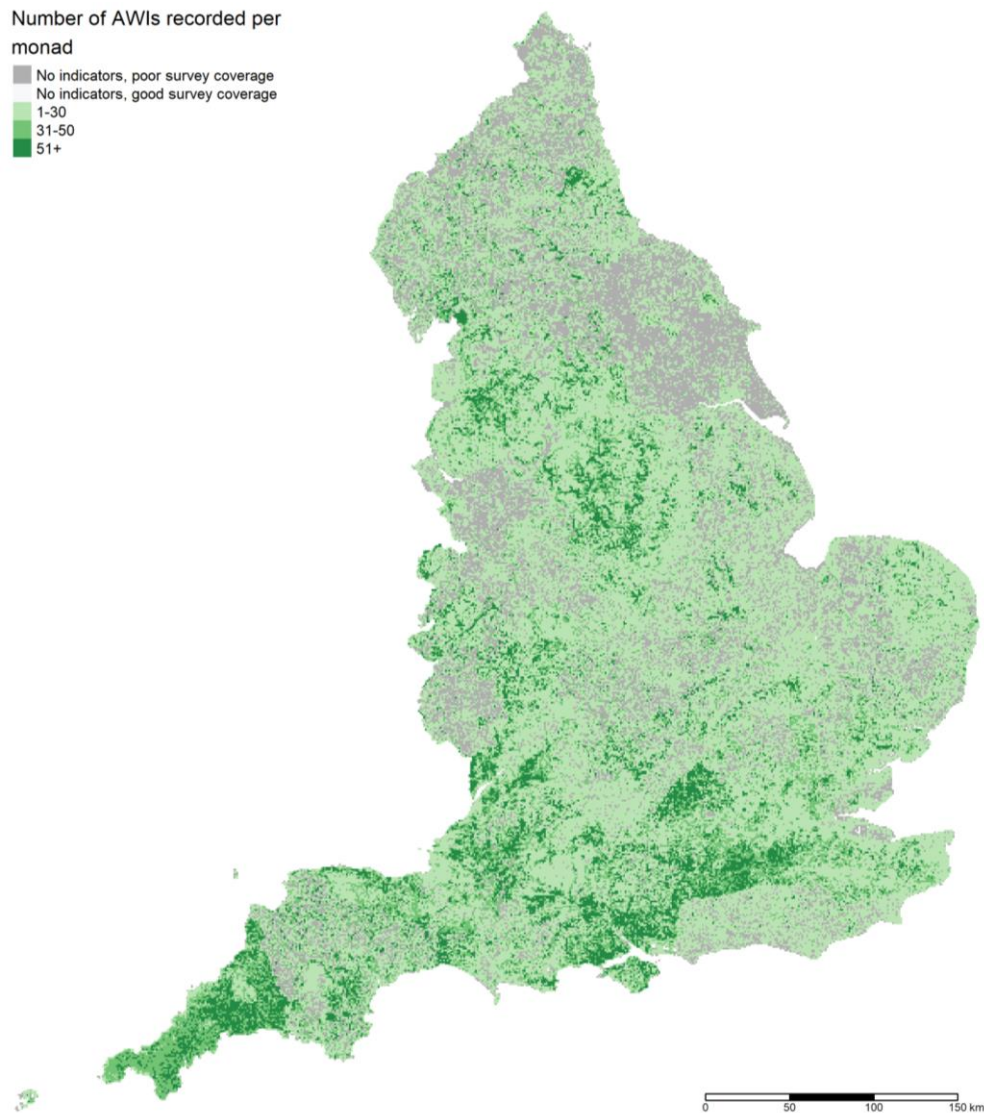 Number of AWIs recorded per
monad
No indicators, poor survey coverage
No indicators, good survey coverage
1-30
31-50
51+
0 50 100 150 km